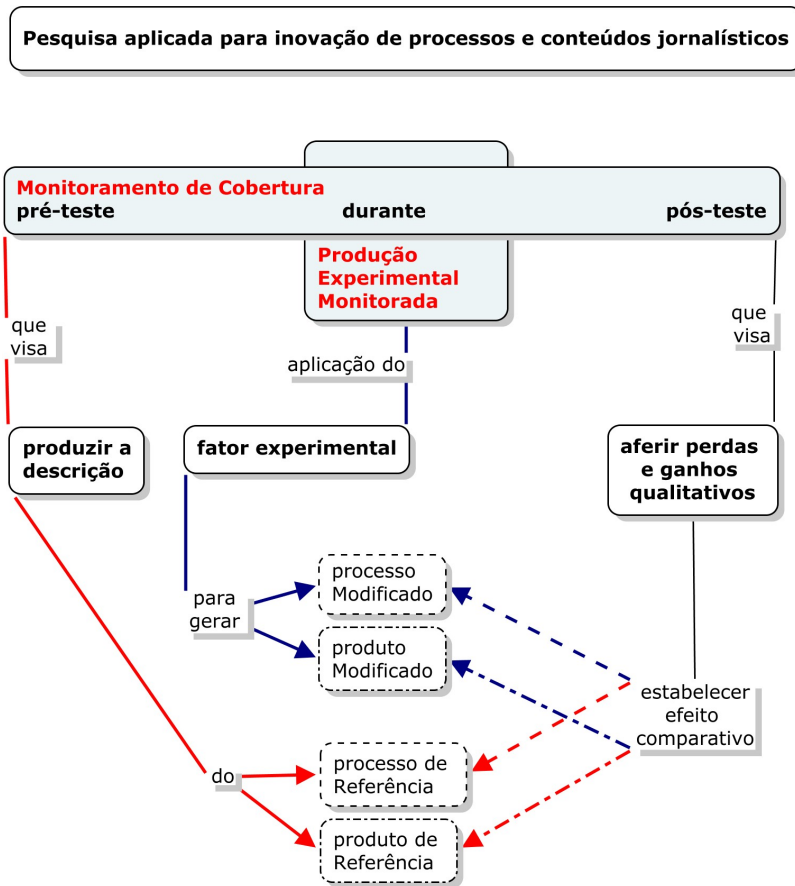 Pesquisa aplicada para inovação de processos e conteúdos jornalísticos
Monitoramento de Cobertura
pré-teste durante pós-teste
Produção
Experimental
Monitorada
que
visa
aplicação do
que
visa
produzir a
descrição
fator experimental
aferir perdas
e ganhos
qualitativos
para
gerar
processo
Modificado
produto
Modificado
estabelecer
efeito
comparativo
do
processo de
Referência
produto de
Referência